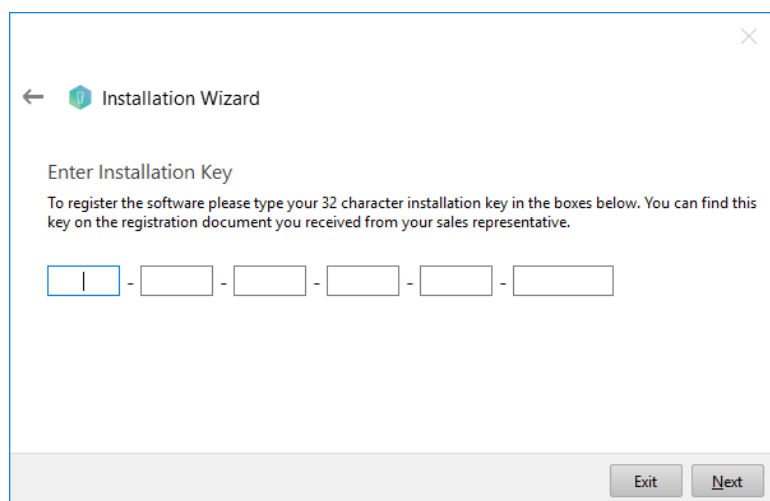 Installation Wizard
Enter Installation Key
To register the software please type your 32 character installation key in the boxes below. You can find this
key on the registration document you received from your sales representative.
- - - - -
Exit Next